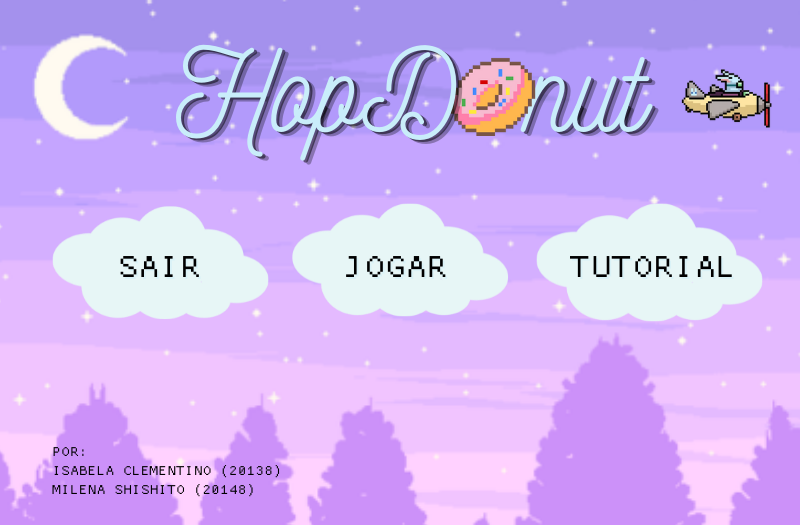 HopDonut
SAIR
JOGAR
TUTORIAL
POR:
ISABELA CLEMENTINO (20138)
MILENA SHISHITO (20148)